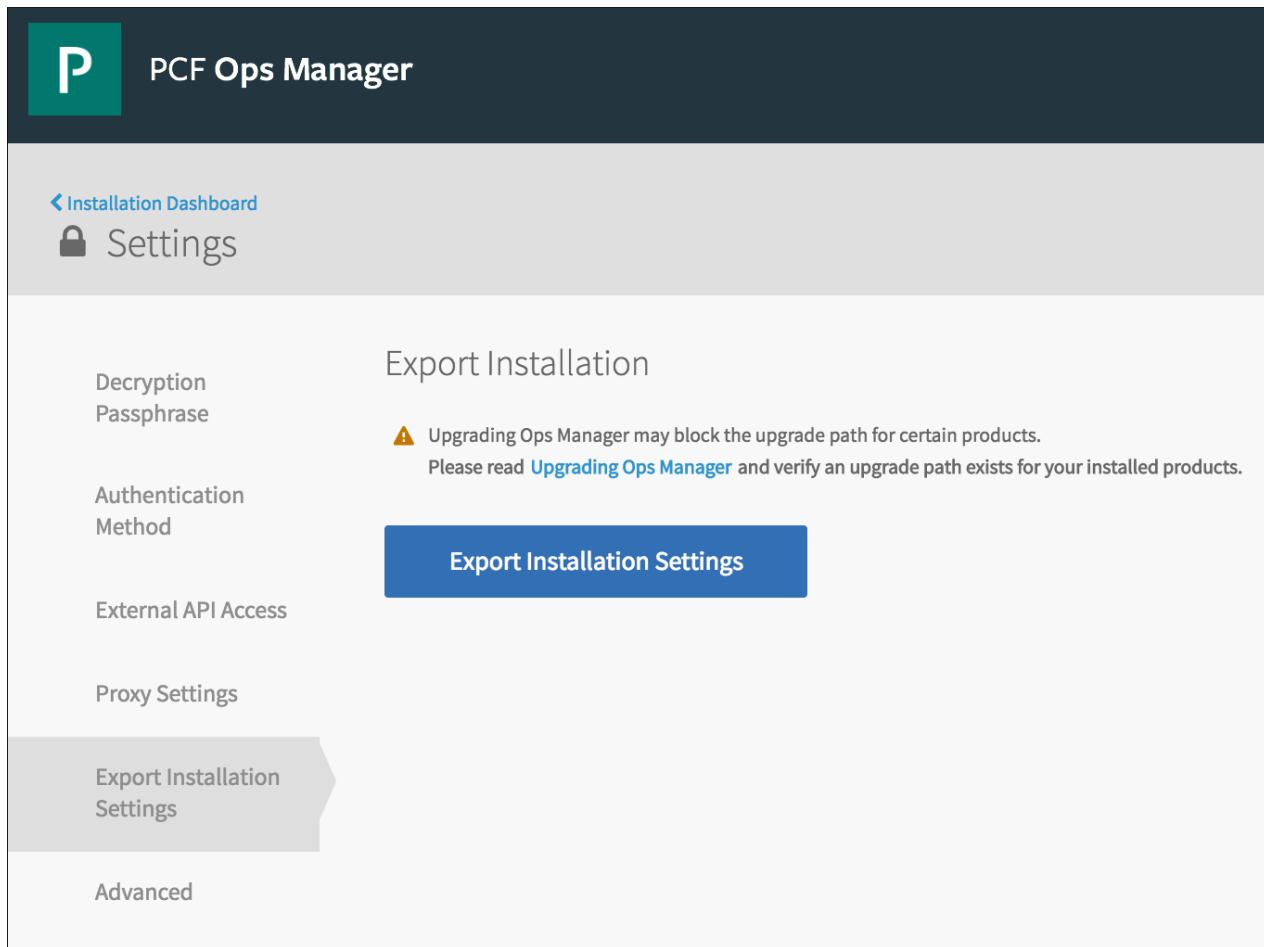 P
PCF Ops Manager
Installation Dashboard
Settings
Decryption
Passphrase
Authentication
Method
External API Access
Proxy Settings
Export Installation
Settings
Advanced
Export Installation
Upgrading Ops Manager may block the upgrade path for certain products.
Please read Upgrading Ops Manager and verify an upgrade path exists for your installed products.
Export Installation Settings